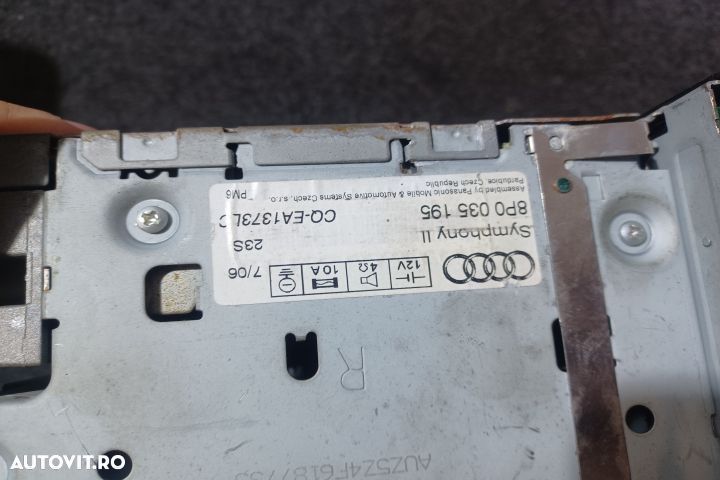 12V
4Ω
10A
7/06
Symphony II
23S
8P0 035 195
CQ-EA1373LC
Assembled by Panasonic Mobile & Automotive Systems Czech, s.r.o.
Pardubice, Czech Republic
PM6
R
AUTOVIT.RO